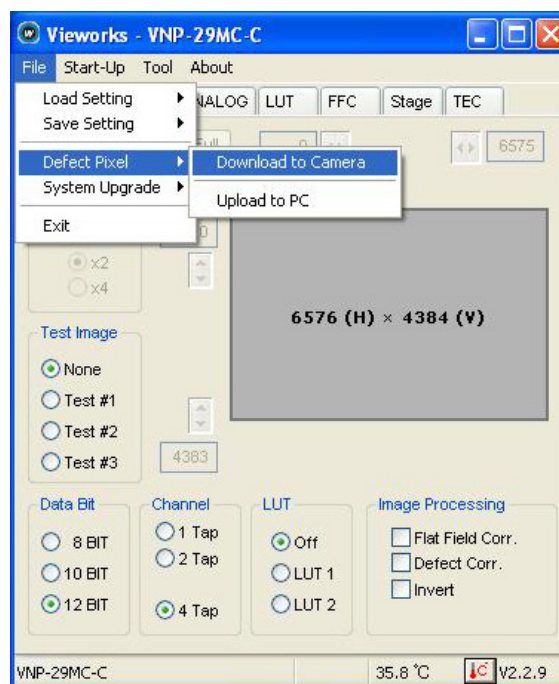 Vieworks - VNP-29MC-C
File Start-Up Tool About
NALOG LUT FFC Stage TEC
Load Setting
Save Setting
Defect Pixel
Download to Camera
6575
System Upgrade
Upload to PC
Exit
x2
x4
6576 (H) × 4384 (V)
Test Image
None
Test #1
Test #2
Test #3
4383
Data Bit
8 BIT
10 BIT
12 BIT
Channel
1 Tap
2 Tap
4 Tap
LUT
Off
LUT 1
LUT 2
Image Processing
Flat Field Corr.
Defect Corr.
Invert
VNP-29MC-C
35.8 ℃
V2.2.9